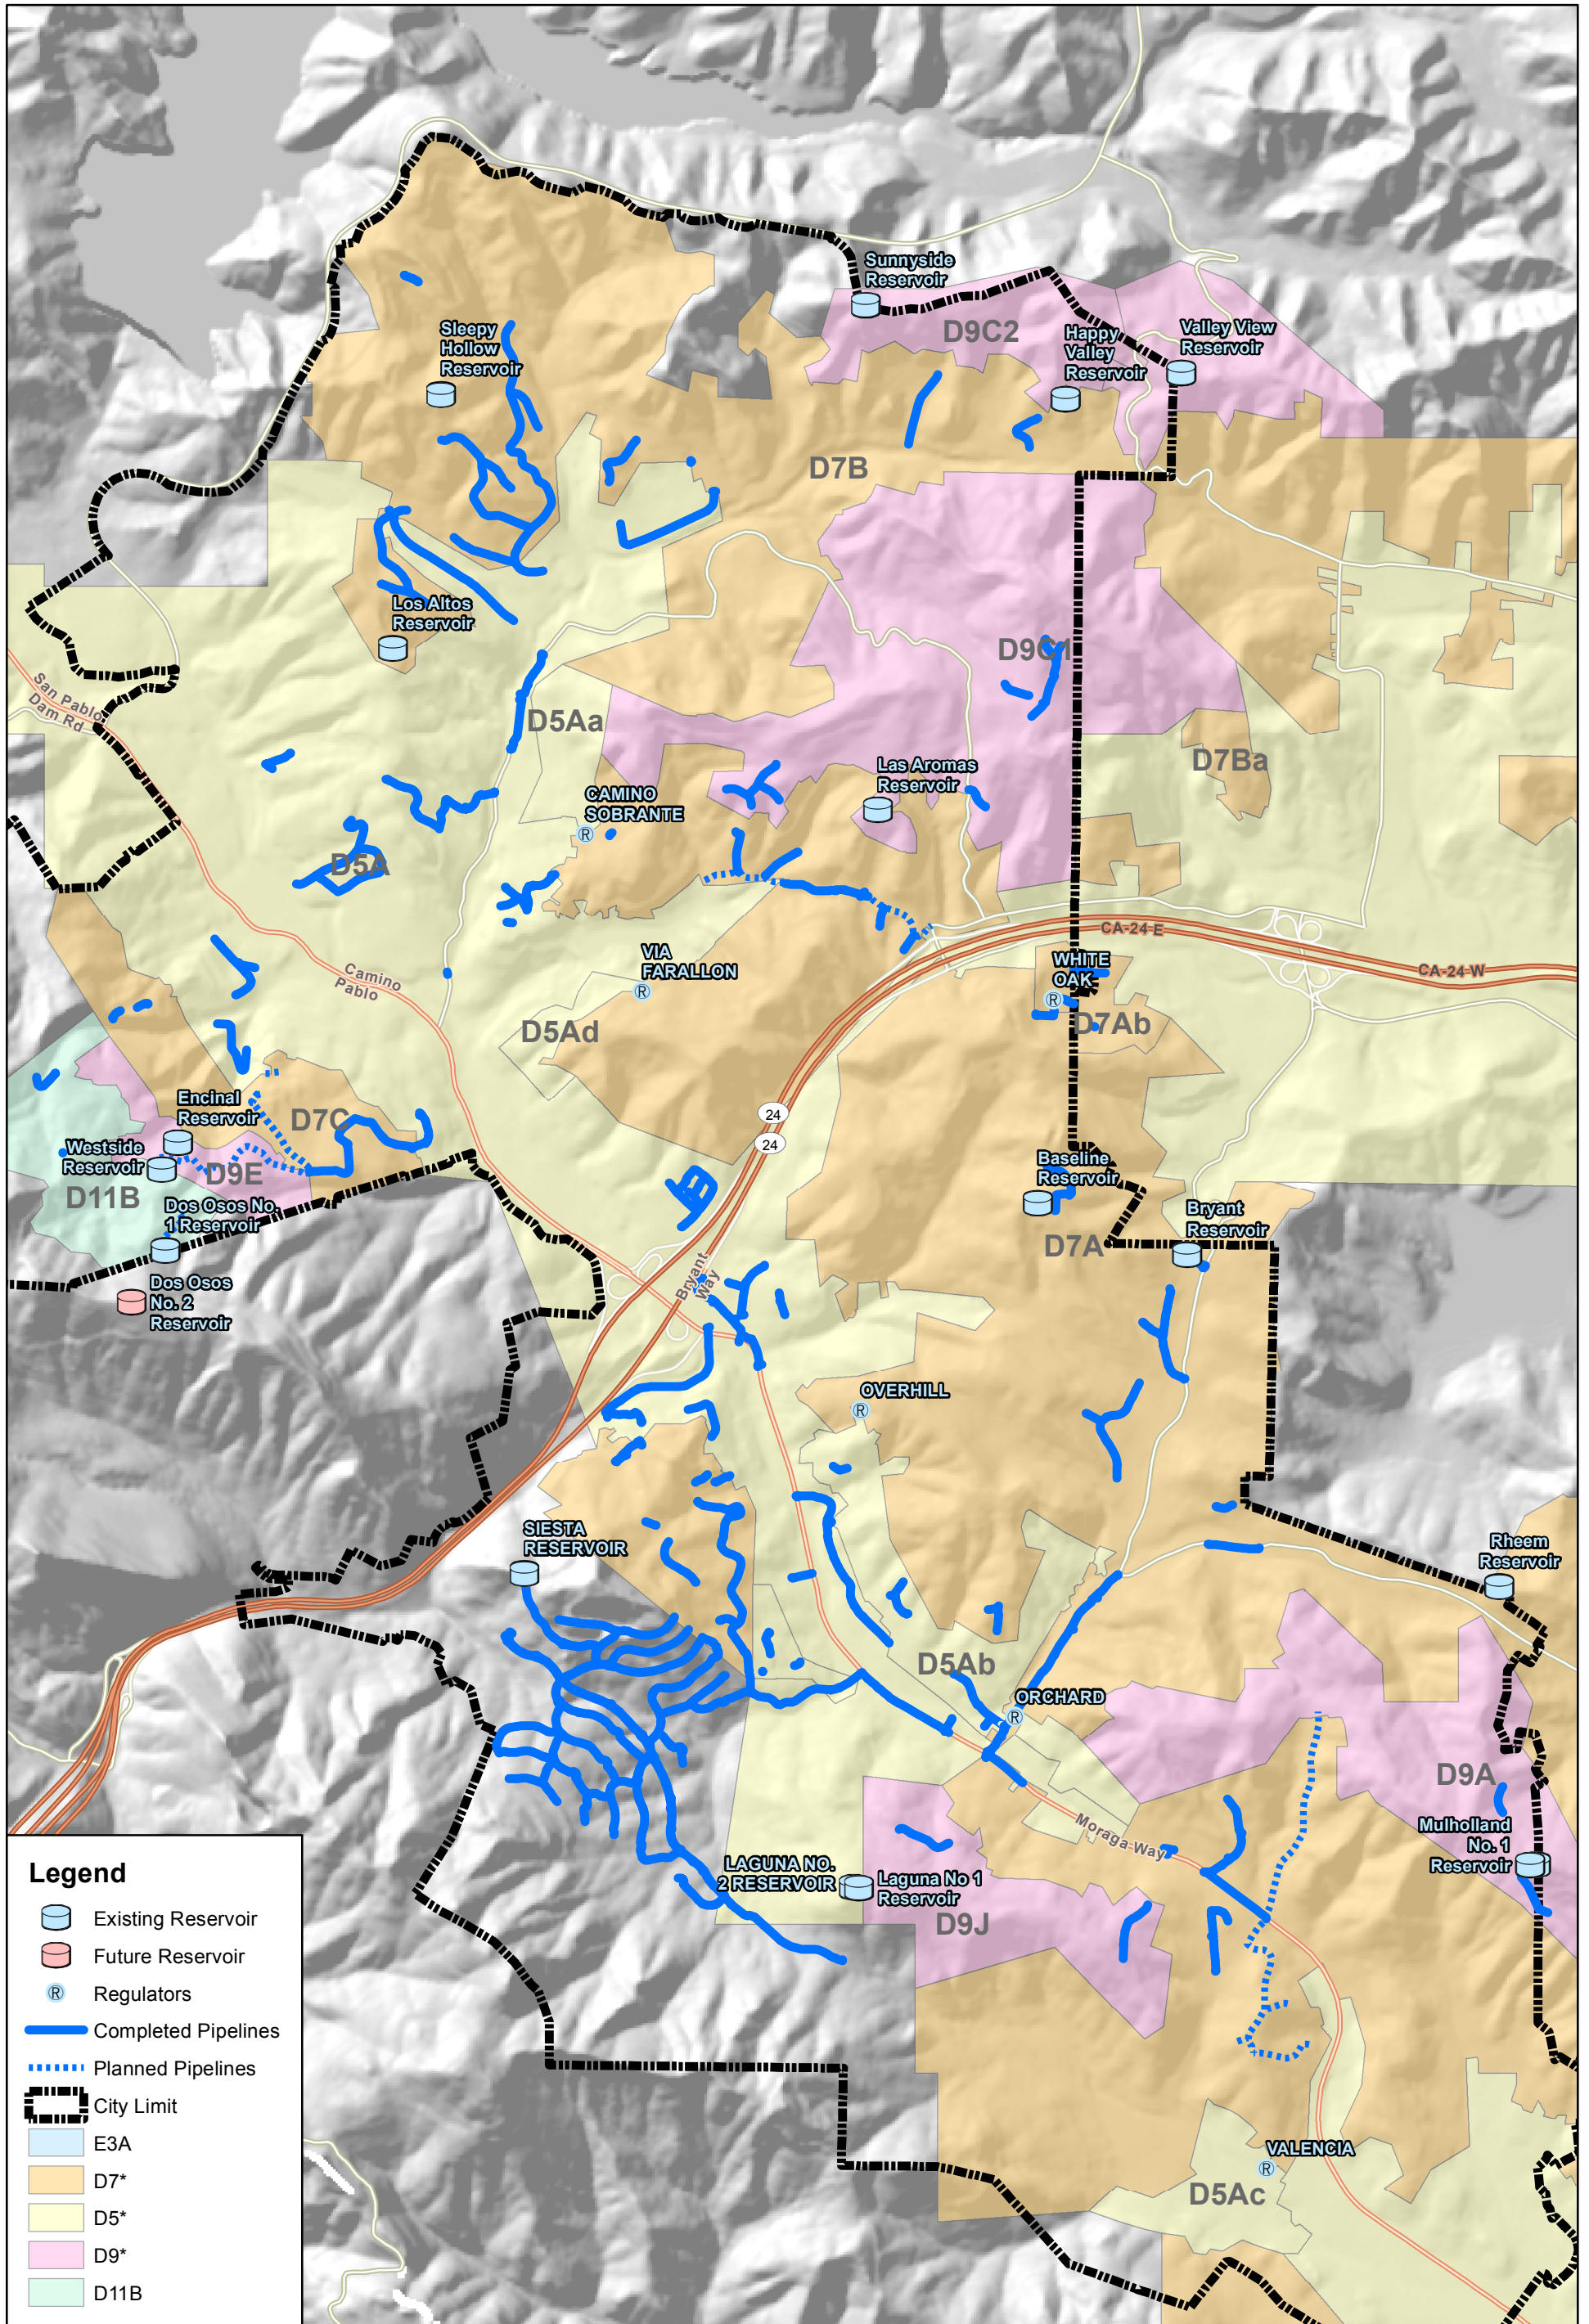 Sunnyside
Reservoir
D9C2
Happy
Valley
Reservoir
Valley View
Reservoir
Sleepy
Hollow
Reservoir
D7B
Los Altos
Reservoir
D9C1
San Pablo
Dam Rd
D5Aa
D7Ba
Las Aromas
Reservoir
CAMINO
SOBRANTE
R
D5A
CA-24 E
CA-24 W
VIA
FARALLON
R
WHITE
OAK
R
Camino
Pablo
D5Ad
D7Ab
24
24
Encinal
Reservoir
D7C
Westside
Reservoir
D9E
D11B
Dos Osos No.
1 Reservoir
Baseline
Reservoir
D7A
Bryant
Reservoir
Dos Osos
No. 2
Reservoir
Bryant
Way
OVERHILL
R
SIESTA
RESERVOIR
Rheem
Reservoir
D5Ab
ORCHARD
R
D9A
Moraga Way
Mulholland
No. 1
Reservoir
LAGUNA NO.
2 RESERVOIR
Laguna No 1
Reservoir
D9J
VALENCIA
R
D5Ac
Legend
Existing Reservoir
Future Reservoir
R Regulators
Completed Pipelines
Planned Pipelines
City Limit
E3A
D7*
D5*
D9*
D11B